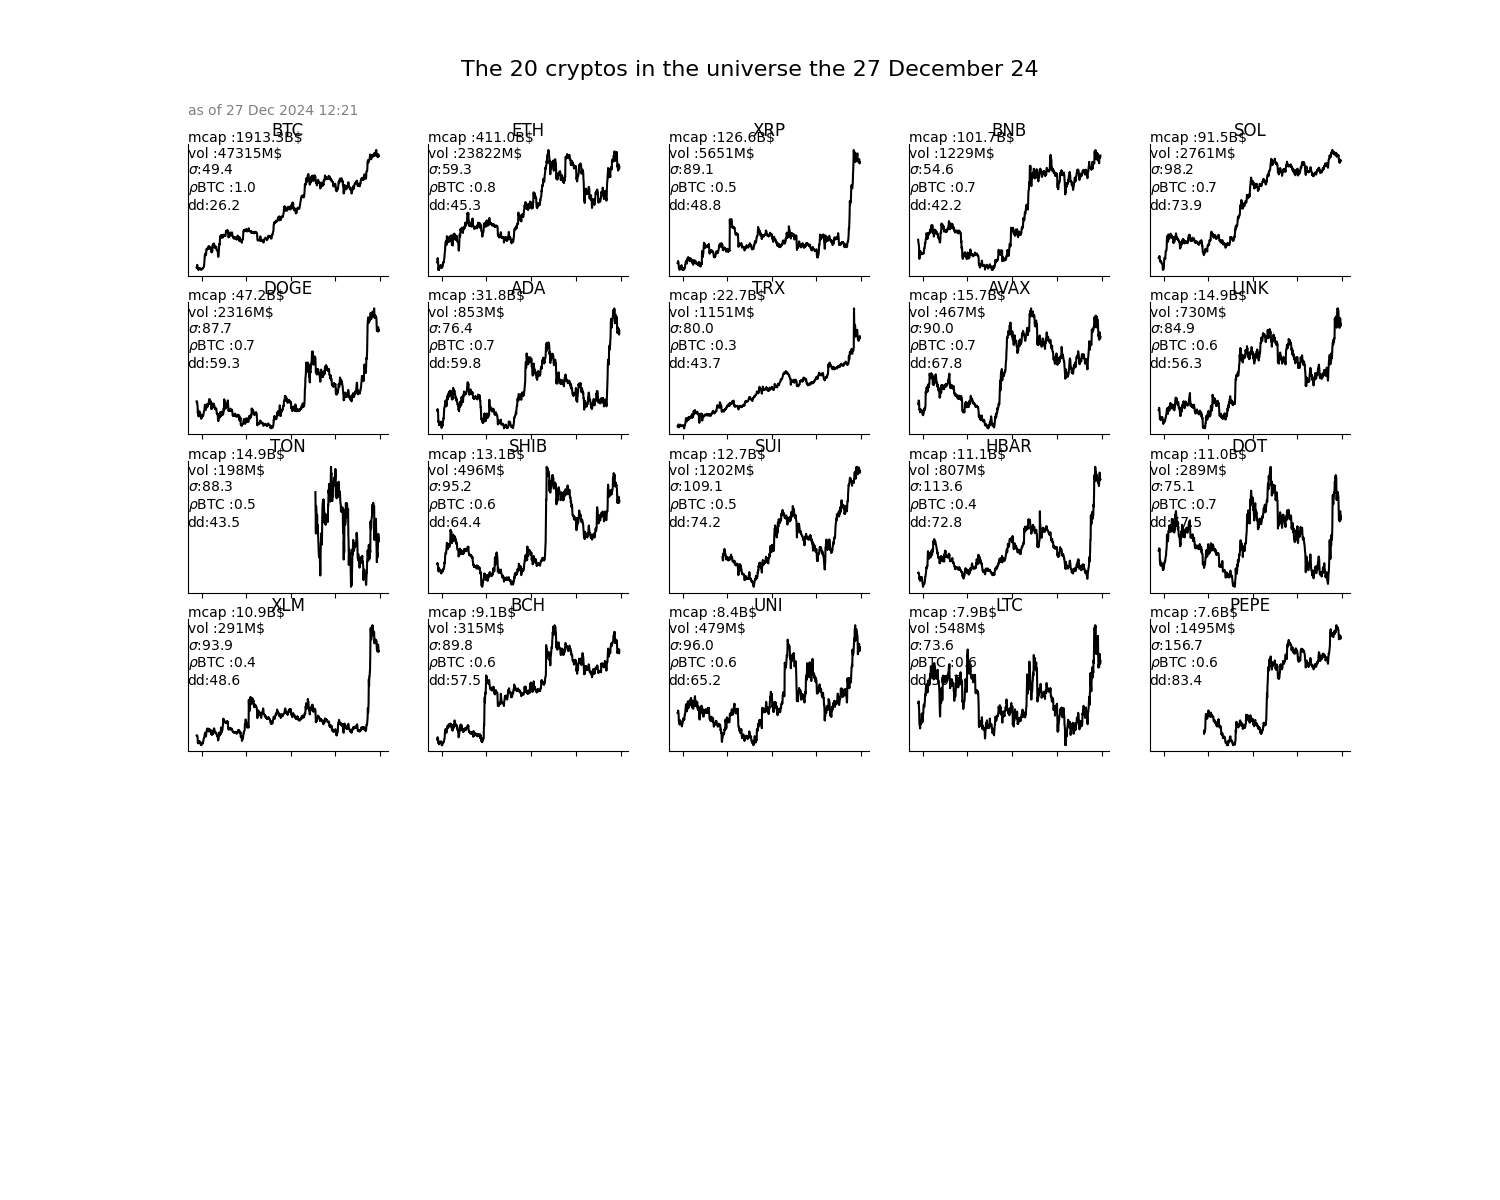 The 20 cryptos in the universe the 27 December 24
as of 27 Dec 2024 12:21
BTC
mcap :1913.3B$
vol :47315M$
σ:49.4
ρBTC :1.0
dd:26.2
ETH
mcap :411.0B$
vol :23822M$
σ:59.3
ρBTC :0.8
dd:45.3
XRP
mcap :126.6B$
vol :5651M$
σ:89.1
ρBTC :0.5
dd:48.8
BNB
mcap :101.7B$
vol :1229M$
σ:54.6
ρBTC :0.7
dd:42.2
SOL
mcap :91.5B$
vol :2761M$
σ:98.2
ρBTC :0.7
dd:73.9
DOGE
mcap :47.2B$
vol :2316M$
σ:87.7
ρBTC :0.7
dd:59.3
ADA
mcap :31.8B$
vol :853M$
σ:76.4
ρBTC :0.7
dd:59.8
TRX
mcap :22.7B$
vol :1151M$
σ:80.0
ρBTC :0.3
dd:43.7
AVAX
mcap :15.7B$
vol :467M$
σ:90.0
ρBTC :0.7
dd:67.8
LINK
mcap :14.9B$
vol :730M$
σ:84.9
ρBTC :0.6
dd:56.3
TON
mcap :14.9B$
vol :198M$
σ:88.3
ρBTC :0.5
dd:43.5
SHIB
mcap :13.1B$
vol :496M$
σ:95.2
ρBTC :0.6
dd:64.4
SUI
mcap :12.7B$
vol :1202M$
σ:109.1
ρBTC :0.5
dd:74.2
HBAR
mcap :11.1B$
vol :807M$
σ:113.6
ρBTC :0.4
dd:72.8
DOT
mcap :11.0B$
vol :289M$
σ:75.1
ρBTC :0.7
XLM
mcap :10.9B$
vol :291M$
σ:93.9
ρBTC :0.4
dd:48.6
BCH
mcap :9.1B$
vol :315M$
σ:89.8
ρBTC :0.6
dd:57.5
UNI
mcap :8.4B$
vol :479M$
σ:96.0
ρBTC :0.6
dd:65.2
LTC
mcap :7.9B$
vol :548M$
σ:73.6
ρBTC :0.6
PEPE
mcap :7.6B$
vol :1495M$
σ:156.7
ρBTC :0.6
dd:83.4